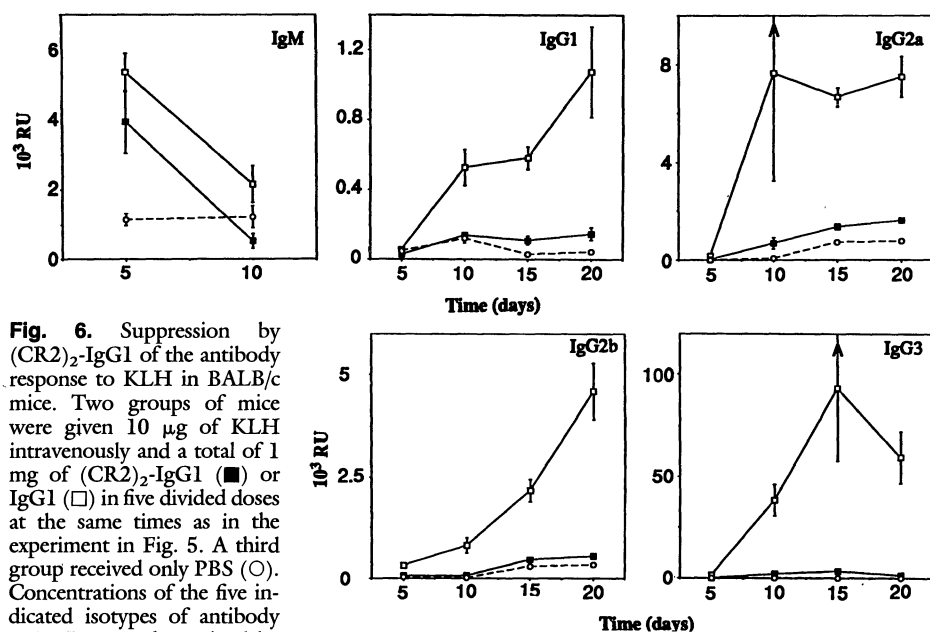 IgM
6
4
2
0
10³ RU
5
10
IgG1
1.2
0.8
0.4
0
5
10
15
20
Time (days)
IgG2a
8
4
0
5
10
15
20
Fig. 6. Suppression by
(CR2)₂-IgG1 of the antibody
response to KLH in BALB/c
mice. Two groups of mice
were given 10 μg of KLH
intravenously and a total of 1
mg of (CR2)₂-IgG1 (■) or
IgG1 (□) in five divided doses
at the same times as in the
experiment in Fig. 5. A third
group received only PBS (○).
Concentrations of the five in-
dicated isotypes of antibody
IgG2b
5
2.5
0
10³ RU
5
10
15
20
IgG3
100
50
0
5
10
15
20
Time (days)